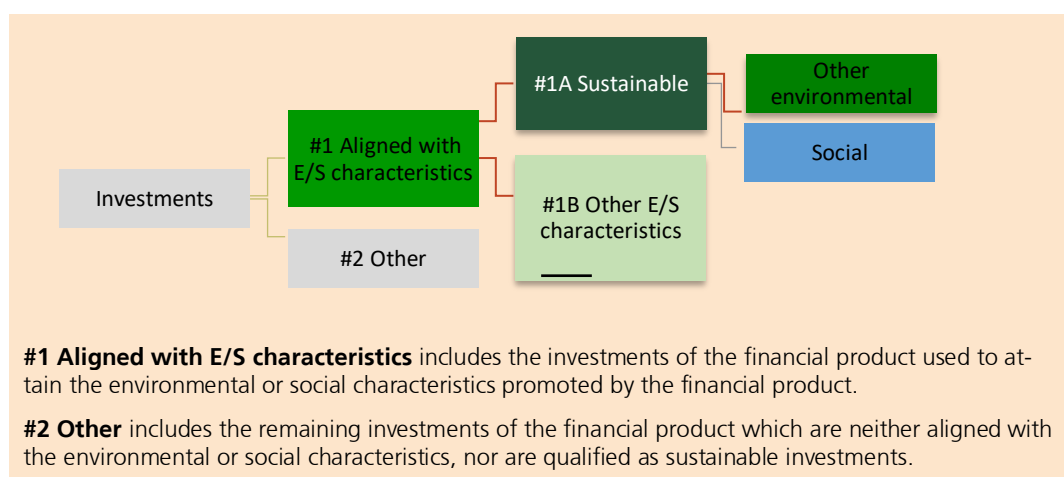 #1A Sustainable
Other
environmental
Social
#1 Aligned with
E/S characteristics
Investments
#1B Other E/S
characteristics
#2 Other
#1 Aligned with E/S characteristics includes the investments of the financial product used to at-
tain the environmental or social characteristics promoted by the financial product.
#2 Other includes the remaining investments of the financial product which are neither aligned with
the environmental or social characteristics, nor are qualified as sustainable investments.